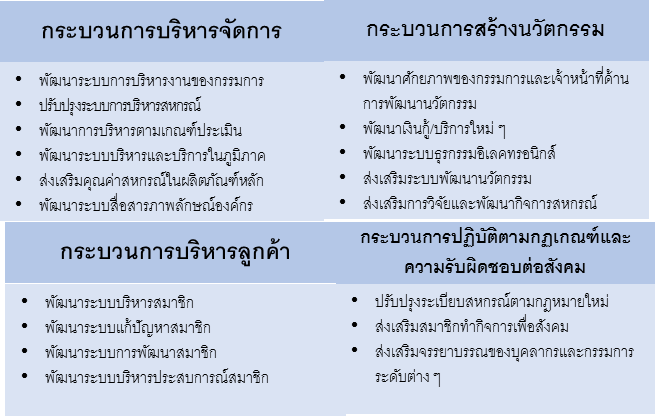 กระบวนการบริหารจัดการ
• พัฒนาระบบการบริหารงานของกรรมการ
• ปรับปรุงระบบการบริหารสหกรณ์
• พัฒนาการบริหารตามเกณฑ์ประเมิน
• พัฒนาระบบบริหารและบริการในภูมิภาค
• ส่งเสริมคุณค่าสหกรณ์ในผลิตภัณฑ์หลัก
• พัฒนาระบบสื่อสารภาพลักษณ์องค์กร
กระบวนการสร้างนวัตกรรม
• พัฒนาศักยภาพของกรรมการและเจ้าหน้าที่ด้าน
การพัฒนานวัตกรรม
• พัฒนาเงินกู้/บริการใหม่ ๆ
• พัฒนาระบบธุรกรรมอิเลคทรอนิกส์
• ส่งเสริมระบบพัฒนานวัตกรรม
• ส่งเสริมการวิจัยและพัฒนากิจการสหกรณ์
กระบวนการบริหารลูกค้า
• พัฒนาระบบบริหารสมาชิก
• พัฒนาระบบแก้ปัญหาสมาชิก
• พัฒนาระบบการพัฒนาสมาชิก
• พัฒนาระบบบริหารประสบการณ์สมาชิก
กระบวนการปฏิบัติตามกฎเกณฑ์และ
ความรับผิดชอบต่อสังคม
• ปรับปรุงระเบียบสหกรณ์ตามกฎหมายใหม่
• ส่งเสริมสมาชิกทำกิจการเพื่อสังคม
• ส่งเสริมจรรยาบรรณของบุคลากรและกรรมการ
ระดับต่าง ๆ